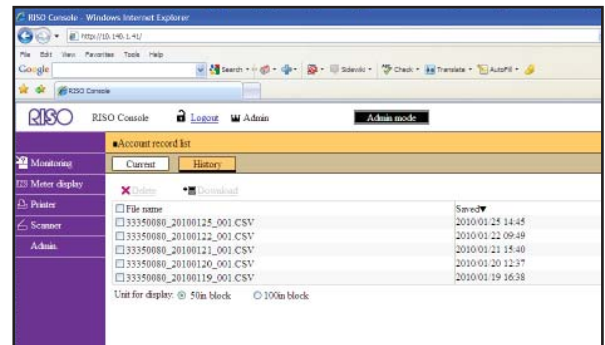 RISO Console - Windows Internet Explorer
http://10.140.1.41/
File Edit View Favorites Tools Help
Google Search Sidewiki Check Translate AutoFill
RISO Console
RISO RISO Console Logout Admin Admin mode
■Account record list
Monitoring Current History
Meter display Delete Download
Printer File name Saved▼
Scanner 33350080_20100125_001.CSV 2010/01/25 14:45
33350080_20100122_001.CSV 2010/01/22 09:49
Admin. 33350080_20100121_001.CSV 2010/01/21 15:40
33350080_20100120_001.CSV 2010/01/20 12:37
33350080_20100119_001.CSV 2010/01/19 16:38
Unit for display: 50in block 100in block